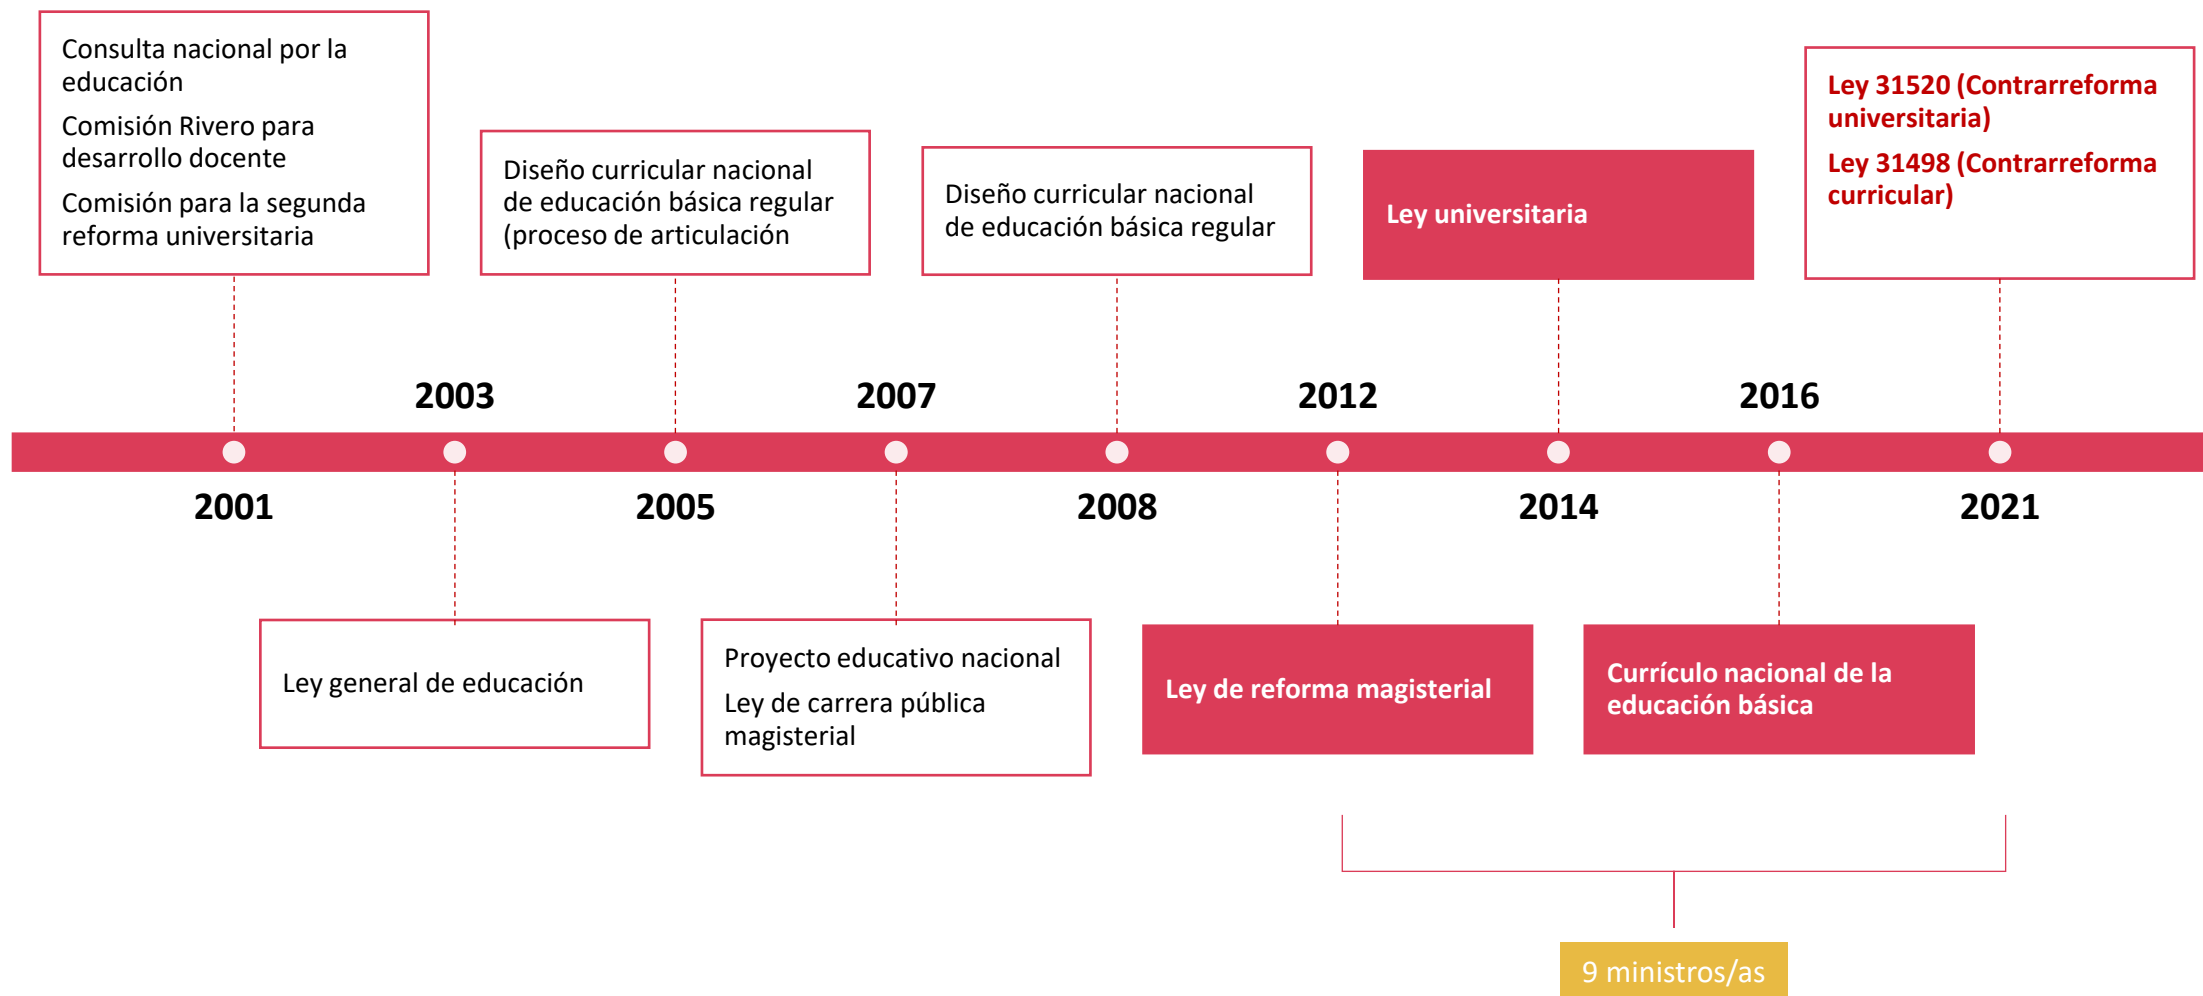 Consulta nacional por la
educación
Comisión Rivero para
desarrollo docente
Comisión para la segunda
reforma universitaria
Diseño curricular nacional
de educación básica regular
(proceso de articulación
Diseño curricular nacional
de educación básica regular
Ley universitaria
Ley 31520 (Contrarreforma
universitaria)
Ley 31498 (Contrarreforma
curricular)
2003
2007
2012
2016
2001
2005
2008
2014
2021
Ley general de educación
Proyecto educativo nacional
Ley de carrera pública
magisterial
Ley de reforma magisterial
Currículo nacional de la
educación básica
9 ministros/as